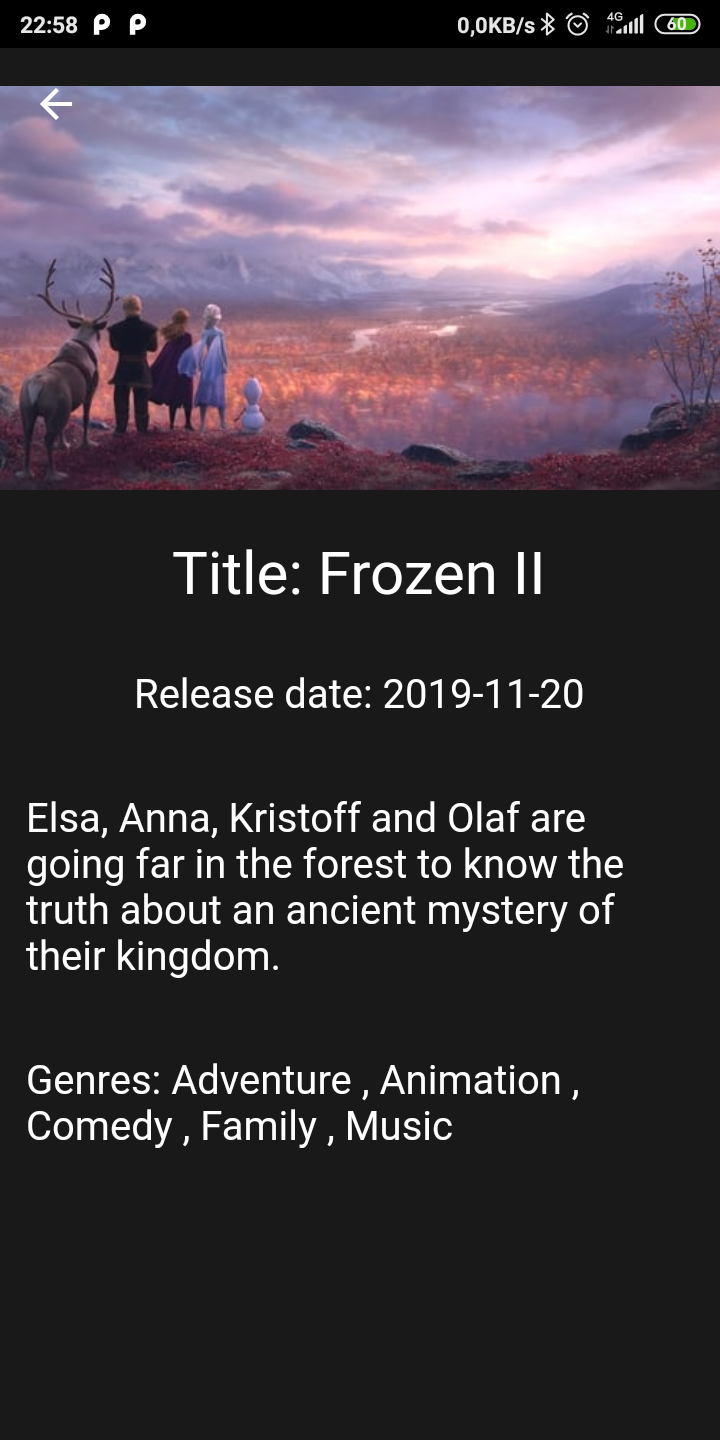 22:58
0,0KB/s 4G 60
Title: Frozen II
Release date: 2019-11-20
Elsa, Anna, Kristoff and Olaf are
going far in the forest to know the
truth about an ancient mystery of
their kingdom.
Genres: Adventure , Animation ,
Comedy , Family , Music